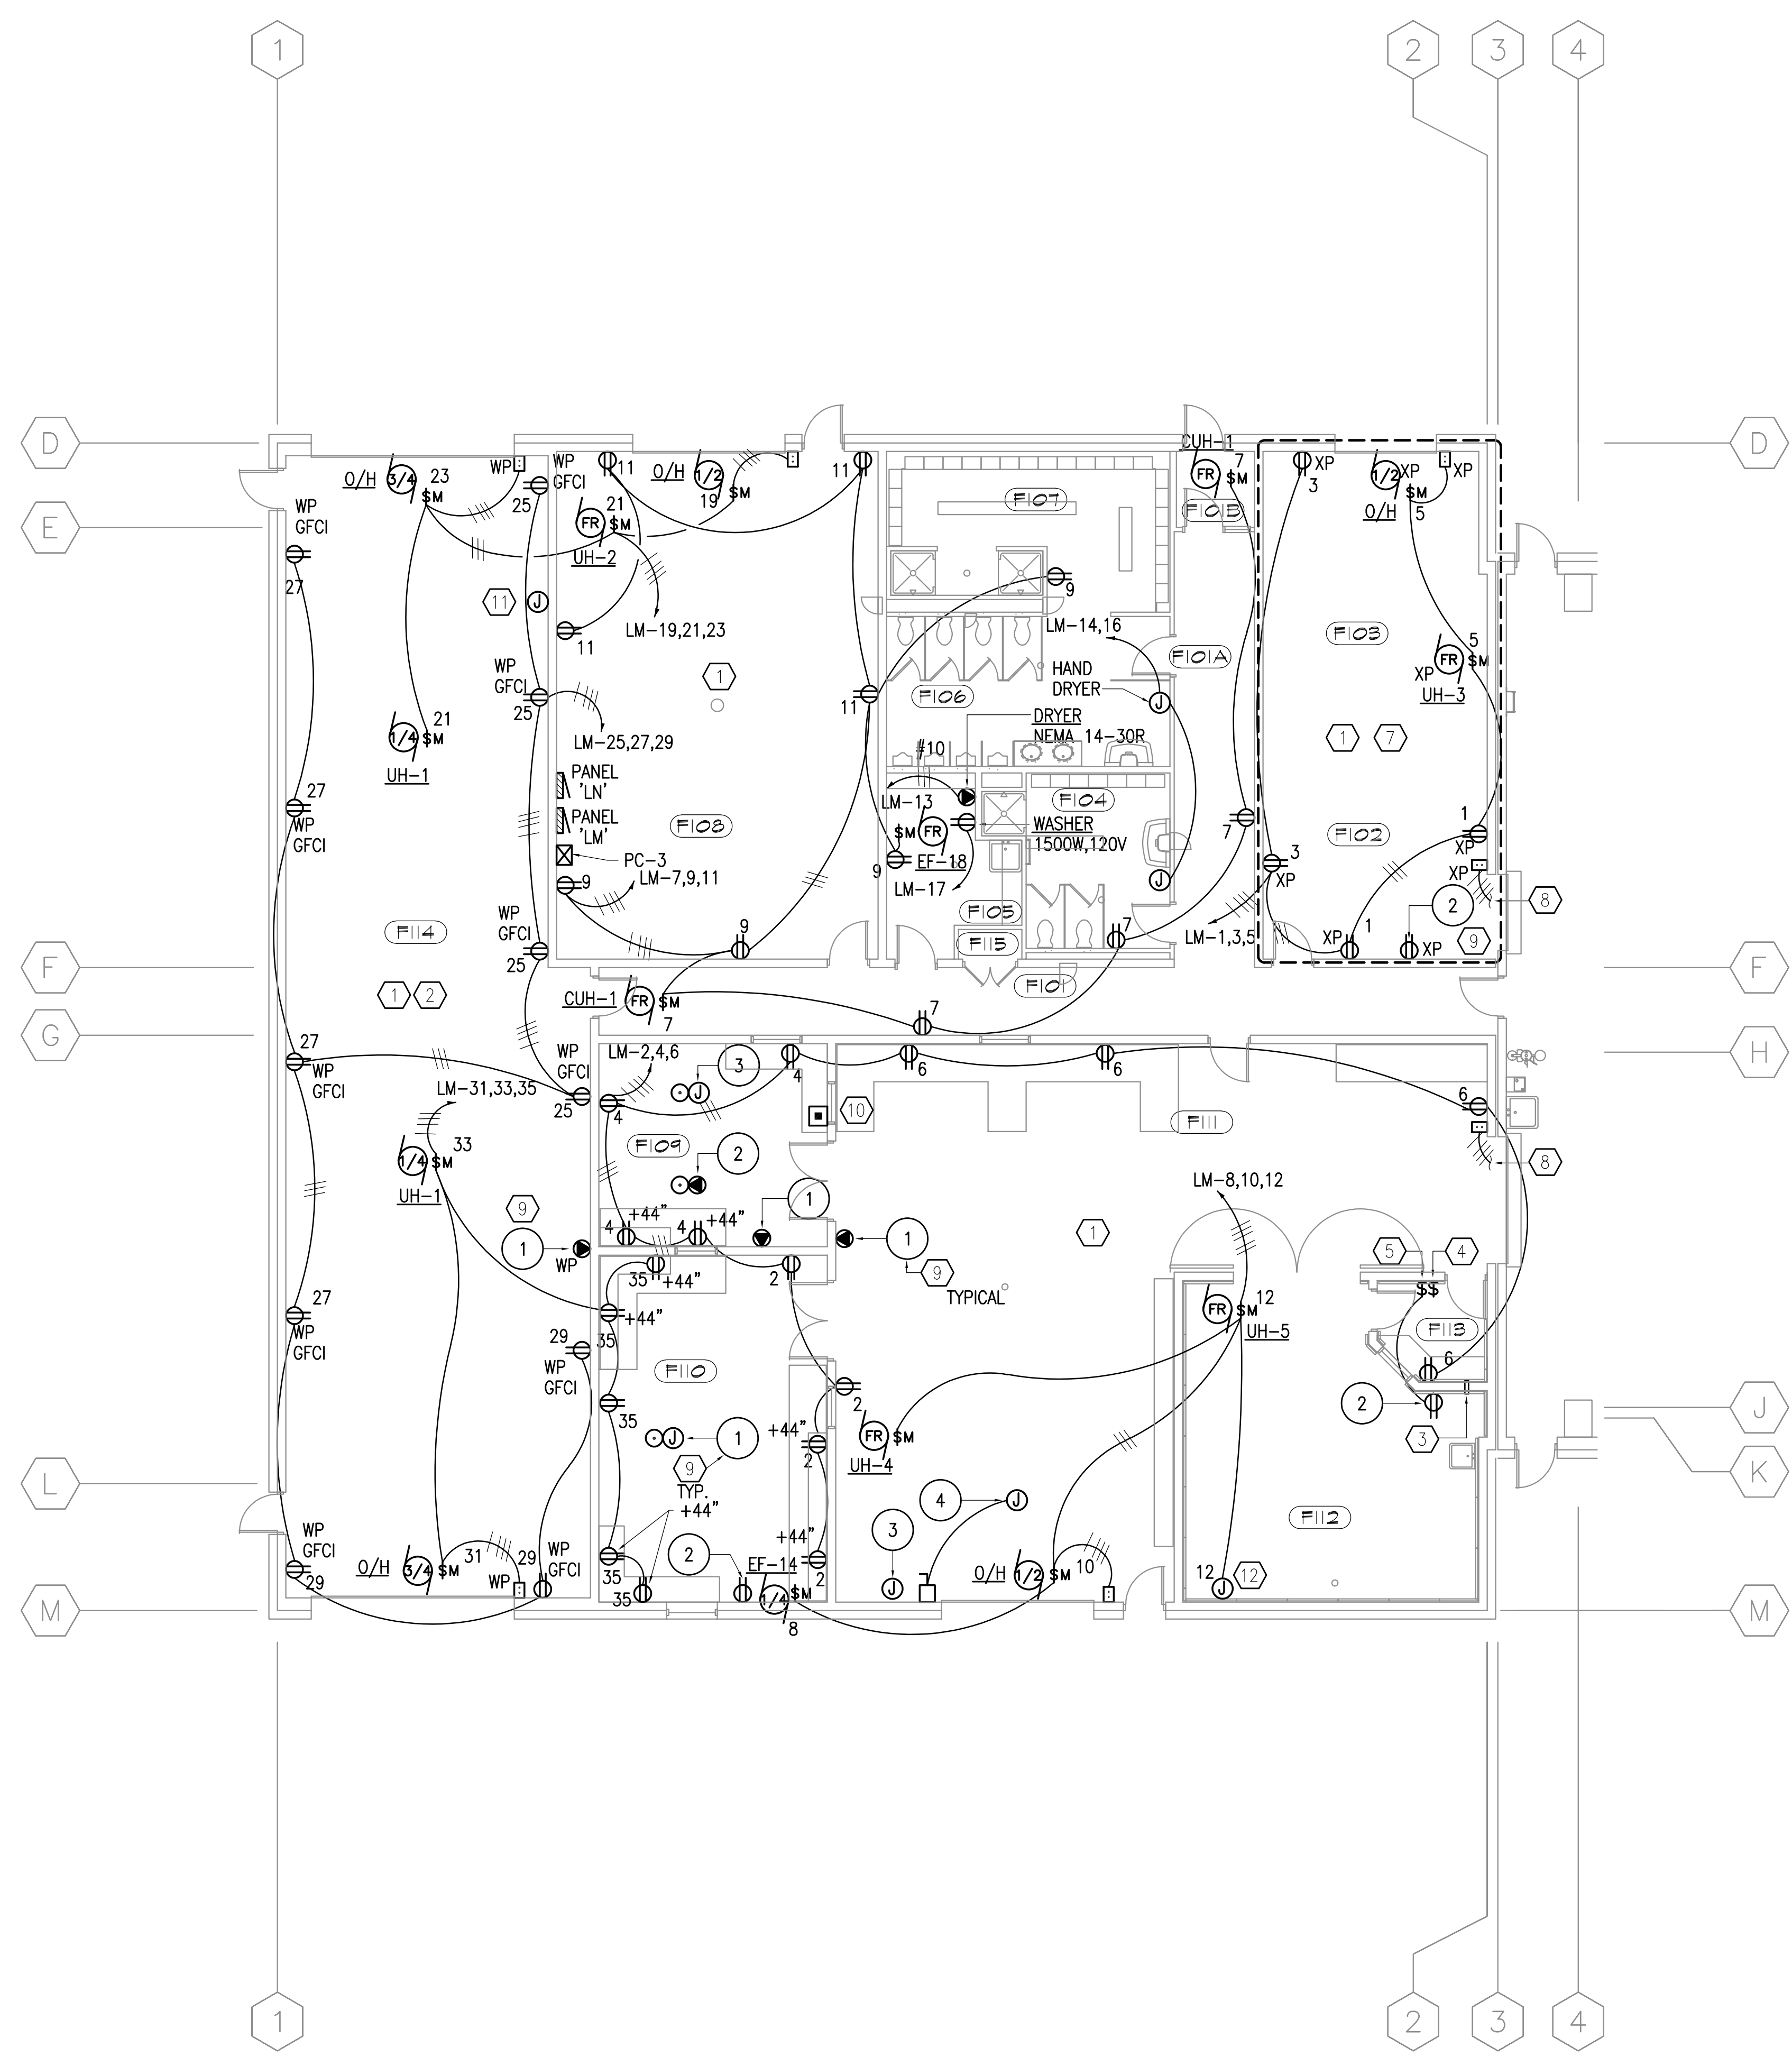 1
2
3
4
D
D
E
CUH-1
O/H
3/4
23
$M
WP
WP
GFCI
25
11
O/H
1/2
19
$M
11
FR
7
$M
XP
3
1/2
XP
XP
$M
5
O/H
WP
GFCI
27
21
FR
$M
UH-2
F107
F101B
11
J
9
LM-19,21,23
11
LM-14,16
F103
F101A
5
FR
$M
XP
UH-3
WP
GFCI
25
1
HAND
DRYER
J
F106
11
DRYER
NEMA 14-30R
21
1/4
$M
UH-1
LM-25,27,29
#10
1
7
PANEL
'LN'
27
WP
GFCI
LM-13
F104
PANEL
'LM'
F108
$M
FR
EF-18
WASHER
1500W,120V
7
F102
1
XP
PC-3
9
LM-7,9,11
9
LM-17
J
3
XP
XP
2
8
WP
GFCI
25
F114
9
F105
F115
7
LM-1,3,5
XP
1
XP
9
F
F
1
2
CUH-1
FR
$M
7
7
F101
G
H
WP
GFCI
25
LM-2,4,6
3
J
4
6
6
6
27
WP
GFCI
LM-31,33,35
4
10
F111
33
1/4
$M
UH-1
F109
2
8
LM-8,10,12
9
1
WP
+44"
4
4
+44"
1
1
9
TYPICAL
1
5
4
$$
35
+44"
2
27
WP
GFCI
+44"
35
29
WP
GFCI
FR
$M
12
UH-5
F113
6
F110
2
2
35
J
1
+44"
2
FR
$M
UH-4
3
J
K
L
9
TYP.
+44"
4
J
3
J
F112
WP
GFCI
29
O/H
3/4
$M
31
WP
29
WP
GFCI
35
35
2
EF-14
1/4
$M
8
+44"
2
O/H
1/2
$M
10
12
J
12
M
M
1
2
3
4